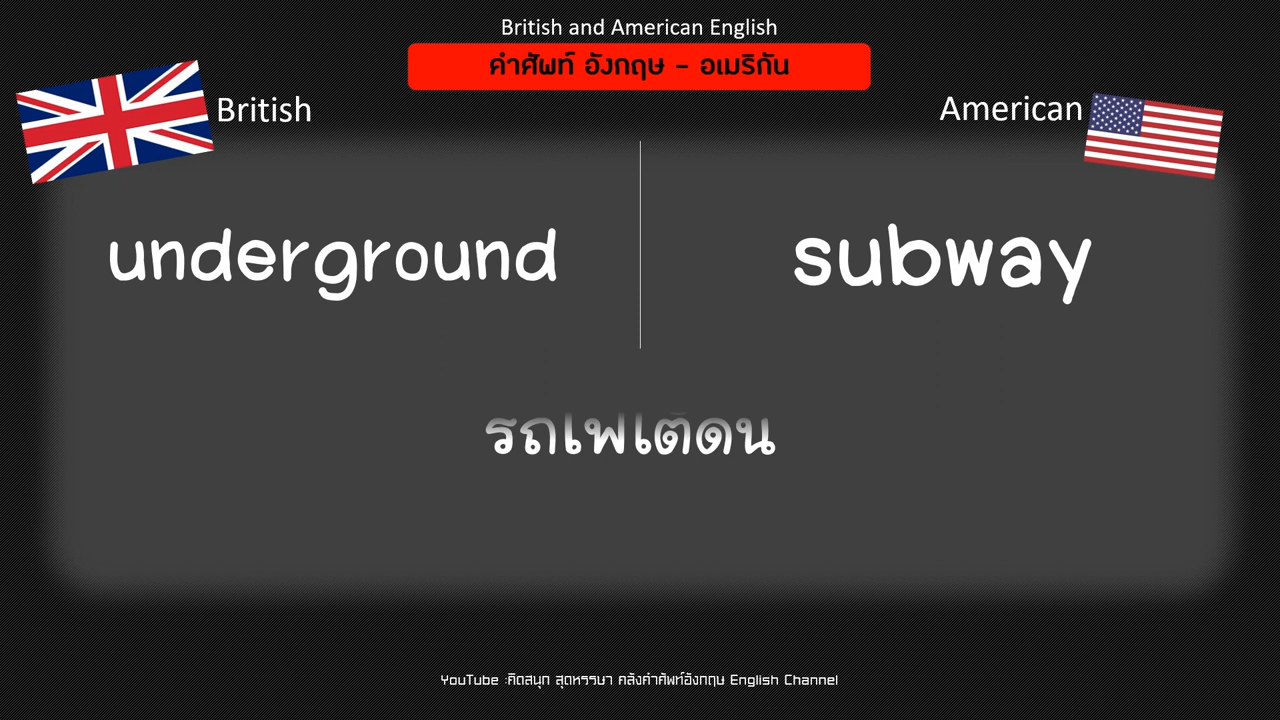 British and American English
คำศัพท์ อังกฤษ - อเมริกัน
British
American
underground
subway
รถไฟใต้ดิน
YouTube :คิดสนุก สุดหรรษา คลังคำศัพท์อังกฤษ English Channel